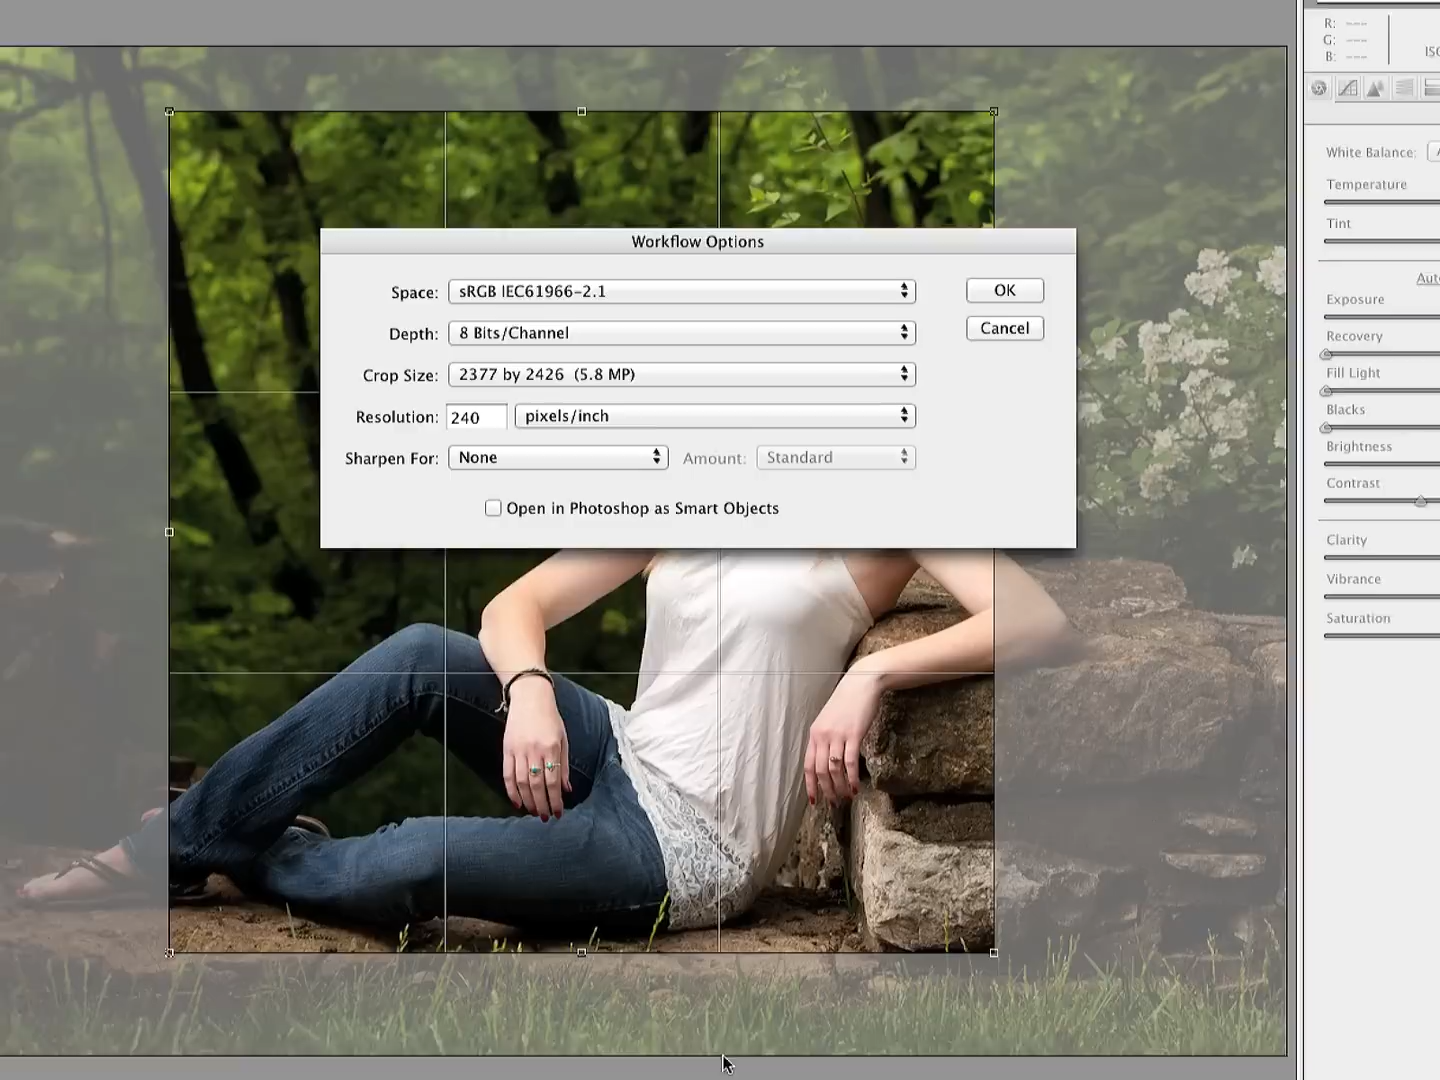 R: ---
G: ---
B: ---
White Balance:
Temperature
Tint
Exposure
Recovery
Fill Light
Blacks
Brightness
Contrast
Clarity
Vibrance
Saturation
Workflow Options
Space: sRGB IEC61966-2.1
OK
Depth: 8 Bits/Channel
Cancel
Crop Size: 2377 by 2426 (5.8 MP)
Resolution: 240 pixels/inch
Sharpen For: None Amount: Standard
Open in Photoshop as Smart Objects